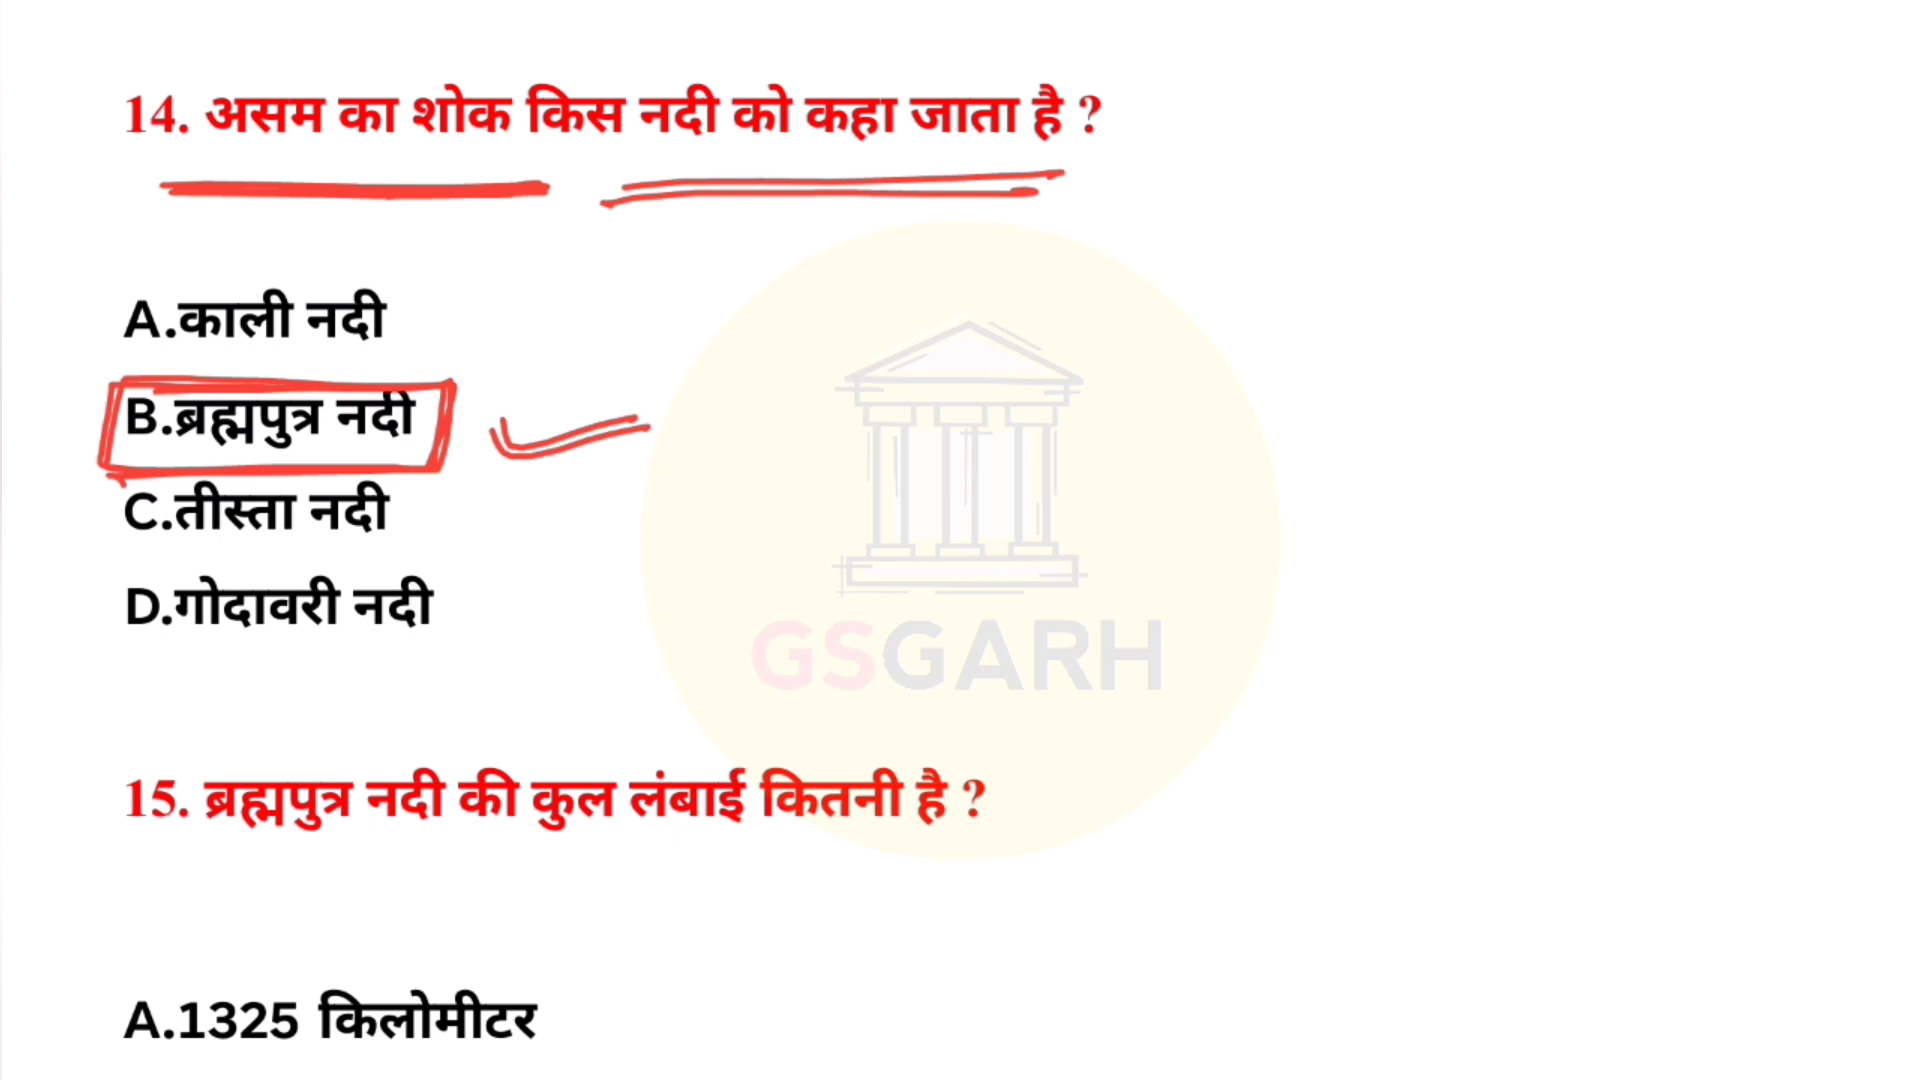 14. असम का शोक किस नदी को कहा जाता है ?
A.काली नदी
B.ब्रह्मपुत्र नदी
C.तीस्ता नदी
D.गोदावरी नदी
GSGARH
15. ब्रह्मपुत्र नदी की कुल लंबाई कितनी है ?
A.1325 किलोमीटर